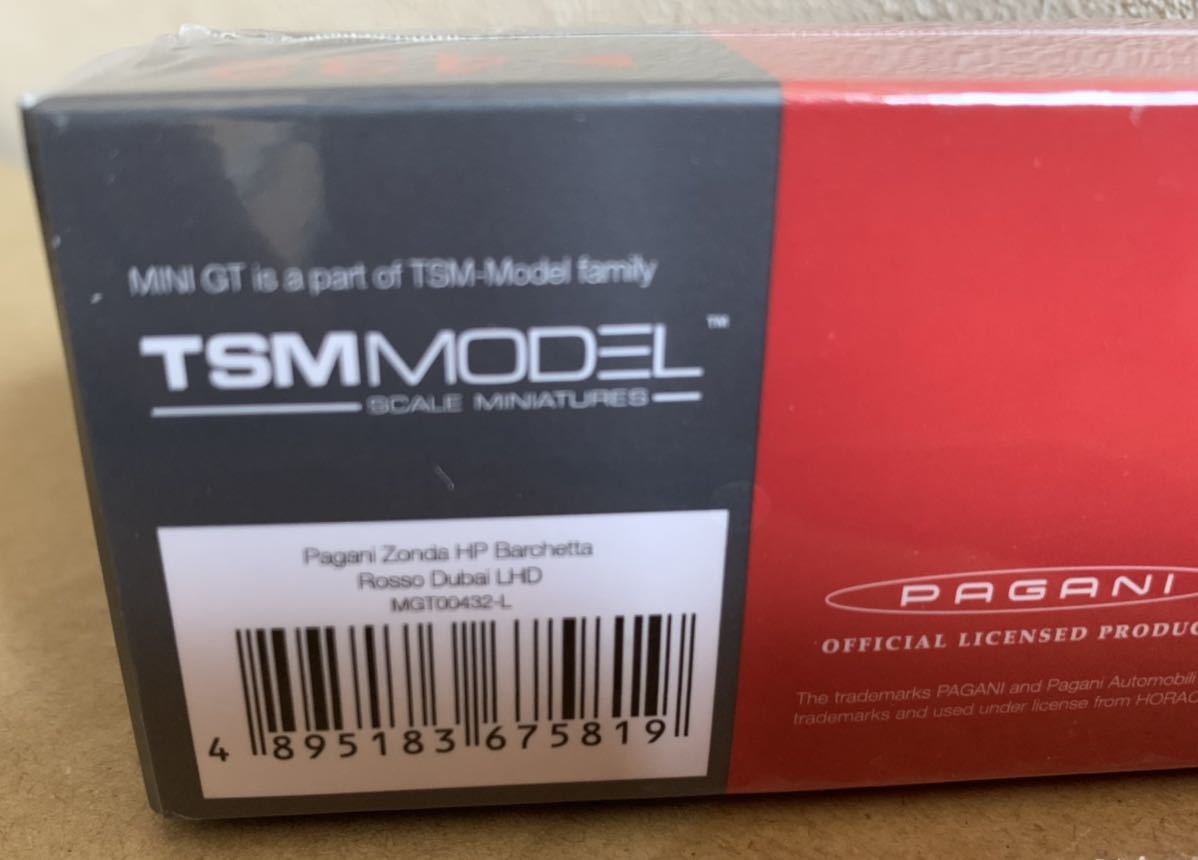 MINI GT is a part of TSM-Model family
TSMMODEL™
SCALE MINIATURES
Pagani Zonda HP Barchetta
Rosso Dubai LHD
MGT00432-L
4 895183 675819
PAGANI
OFFICIAL LICENSED PRODUC
The trademarks PAGANI and Pagani Automobili
trademarks and used under license from HORAC